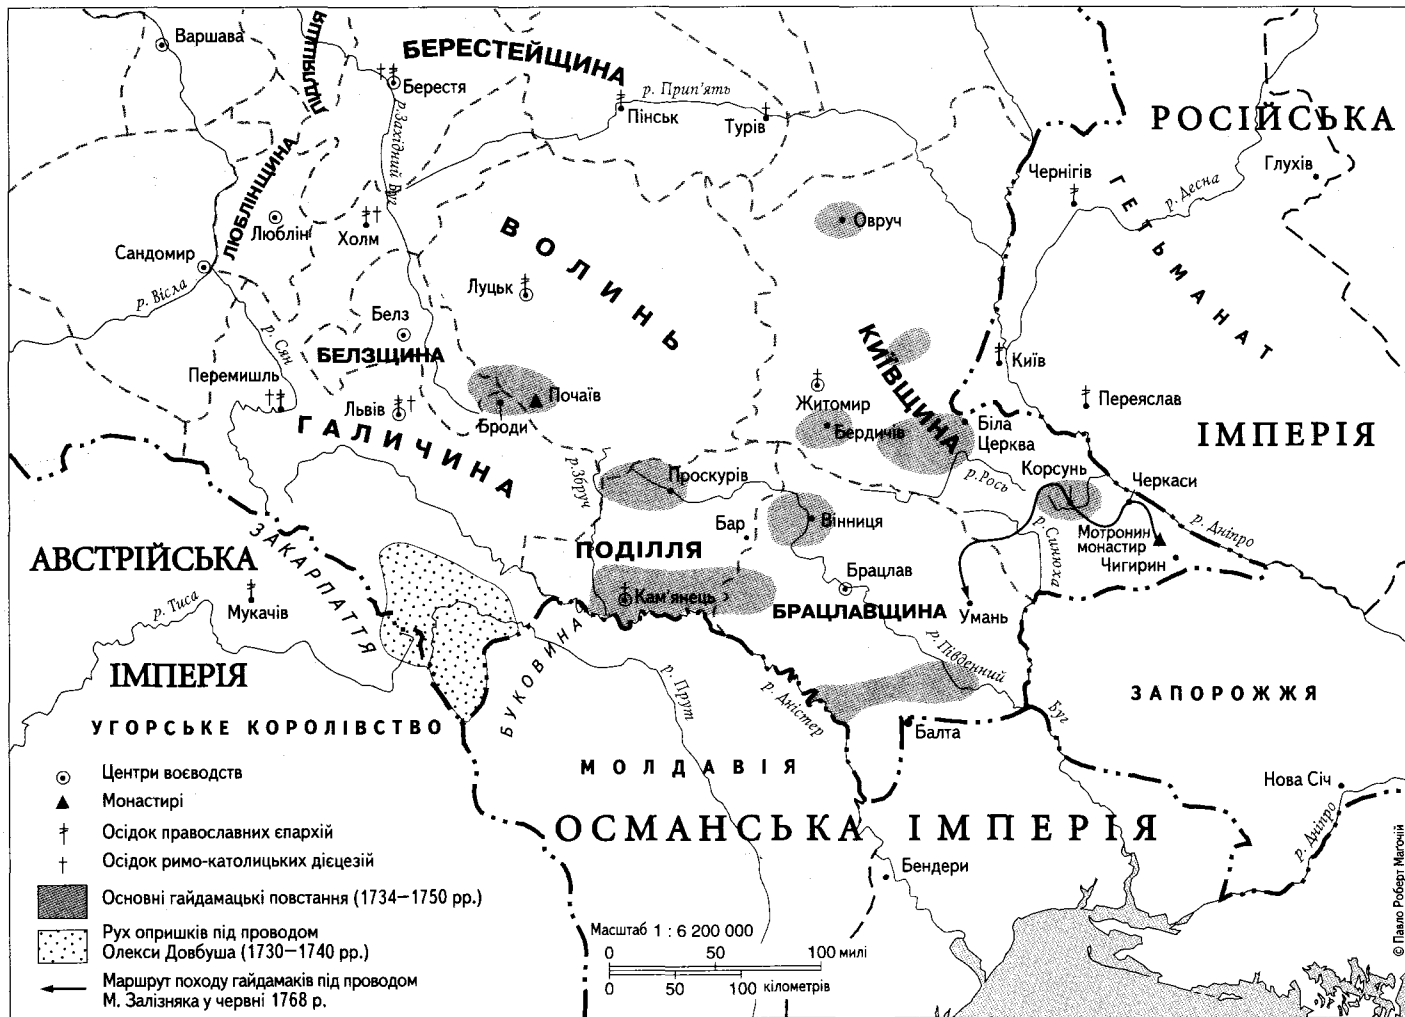 Варшава
ПІДЛЯШШЯ
БЕРЕСТЕЙЩИНА
Берестя
р. Західний Буг
Пінськ
р. Прип'ять
Турів
РОСІЙСЬКА
Глухів
Чернігів
р. Десна
ГЕТЬМАНАТ
ЛЮБЛІНЩИНА
Люблін
Холм
ВОЛИНЬ
Овруч
Сандомир
р. Вісла
Луцьк
р. Сян
Белз
БЕЛЗЩИНА
КИЇВЩИНА
Київ
Перемишль
Львів
Почаїв
Броди
Житомир
Бердичів
Біла
Церква
Переяслав
ІМПЕРІЯ
ГАЛИЧИНА
р. Збруч
Проскурів
р. Рось
Корсунь
Черкаси
Бар
Вінниця
р. Синюха
Мотронин
монастир
Чигирин
р. Дніпро
АВСТРІЙСЬКА
ЗАКАРПАТТЯ
ПОДІЛЛЯ
р. Тиса
Мукачів
Кам'янець
Брацлав
БРАЦЛАВЩИНА
Умань
ІМПЕРІЯ
БУКОВИНА
р. Прут
р. Дністер
р. Південний
Буг
ЗАПОРОЖЖЯ
УГОРСЬКЕ КОРОЛІВСТВО
Балта
МОЛДАВІЯ
Нова Січ
ОСМАНСЬКА ІМПЕРІЯ
р. Дніпро
Бендери
Центри воєводств
Монастирі
Осідок православних єпархій
Осідок римо-католицьких дієцезій
Основні гайдамацькі повстання (1734–1750 рр.)
Рух опришків під проводом
Олекси Довбуша (1730–1740 рр.)
Маршрут походу гайдамаків під проводом
М. Залізняка у червні 1768 р.
Масштаб 1 : 6 200 000
0 50 100 милі
0 50 100 кілометрів
© Павло Роберт Маґочій